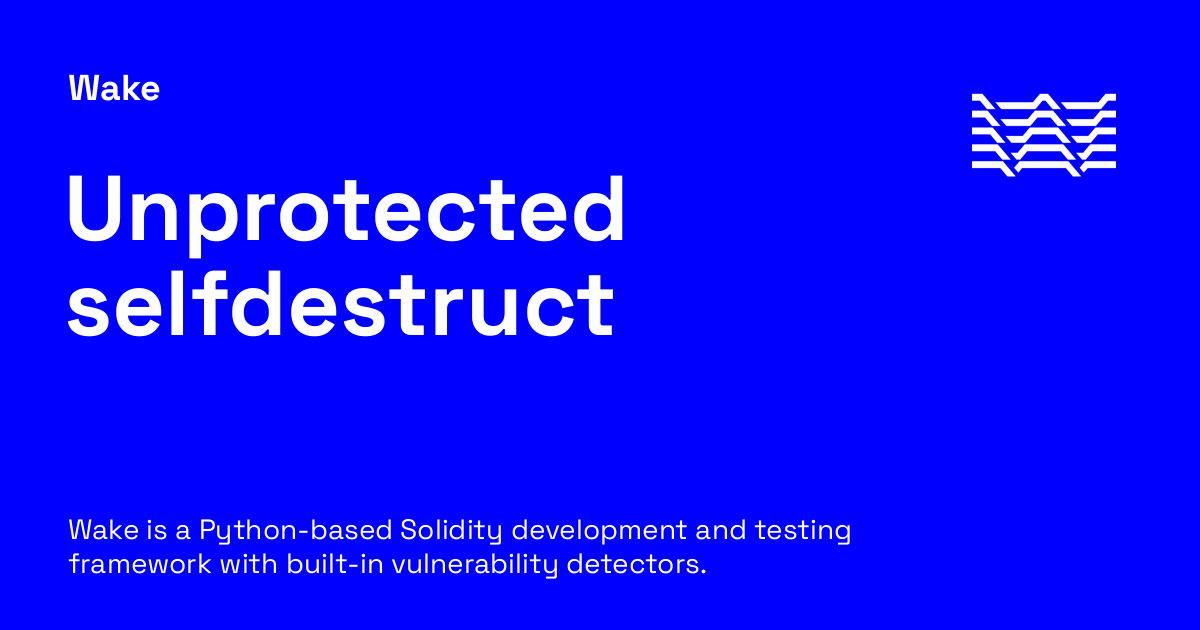 Wake
Unprotected
selfdestruct
Wake is a Python-based Solidity development and testing
framework with built-in vulnerability detectors.